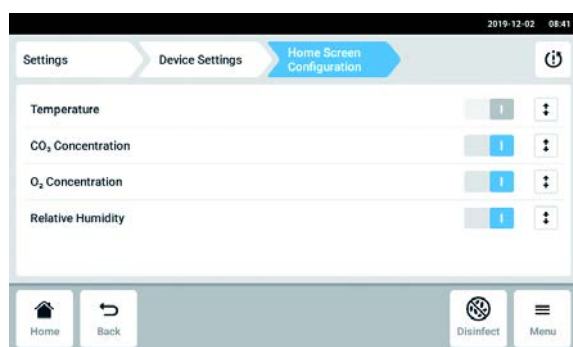 2019-12-02 08:41
Settings
Device Settings
Home Screen
Configuration
Temperature
CO₂ Concentration
O₂ Concentration
Relative Humidity
Home
Back
Disinfect
Menu